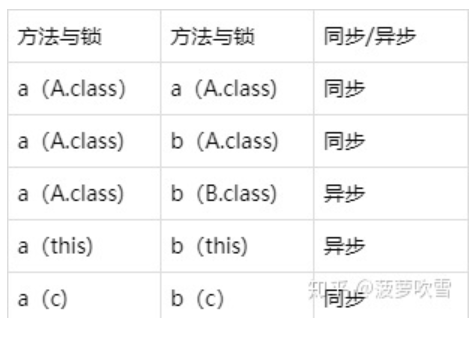 方法与锁 方法与锁 同步/异步
a（A.class） a（A.class) 同步
a（A.class) b（A.class) 同步
a（A.class) b（B.class) 异步
a（this) b（this) 异步
a（c） b（c） 同步
知乎 @菠萝吹雪